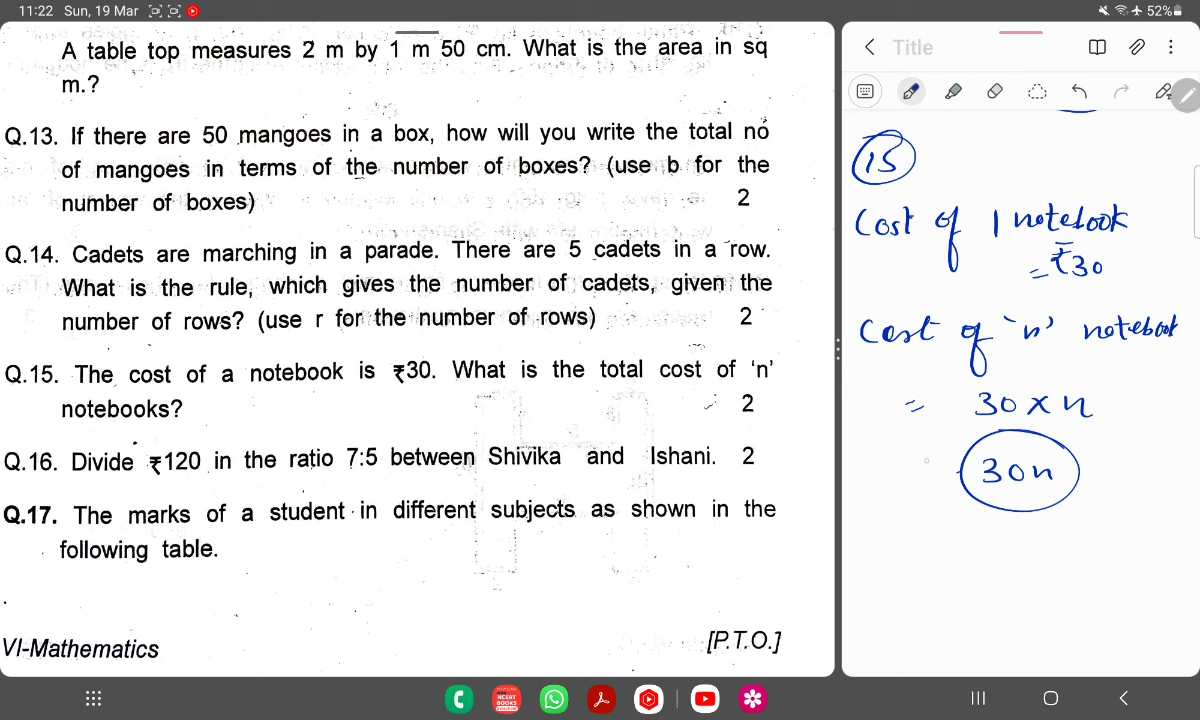 11:22 Sun, 19 Mar
52%
A table top measures 2 m by 1 m 50 cm. What is the area in sq
m.?
Q.13. If there are 50 mangoes in a box, how will you write the total no
of mangoes in terms of the number of boxes? (use b for the
number of boxes) 2
Q.14. Cadets are marching in a parade. There are 5 cadets in a row.
What is the rule, which gives the number of cadets, given the
number of rows? (use r for the number of rows) 2
Q.15. The cost of a notebook is ₹30. What is the total cost of 'n'
notebooks? 2
Q.16. Divide ₹120 in the ratio 7:5 between Shivika and Ishani. 2
Q.17. The marks of a student in different subjects as shown in the
following table.
VI-Mathematics [P.T.O.]
Title
15
Cost of 1 notebook
= ₹30
Cost of 'n' notebook
= 30 x n
30n
NCERT
BOOKS